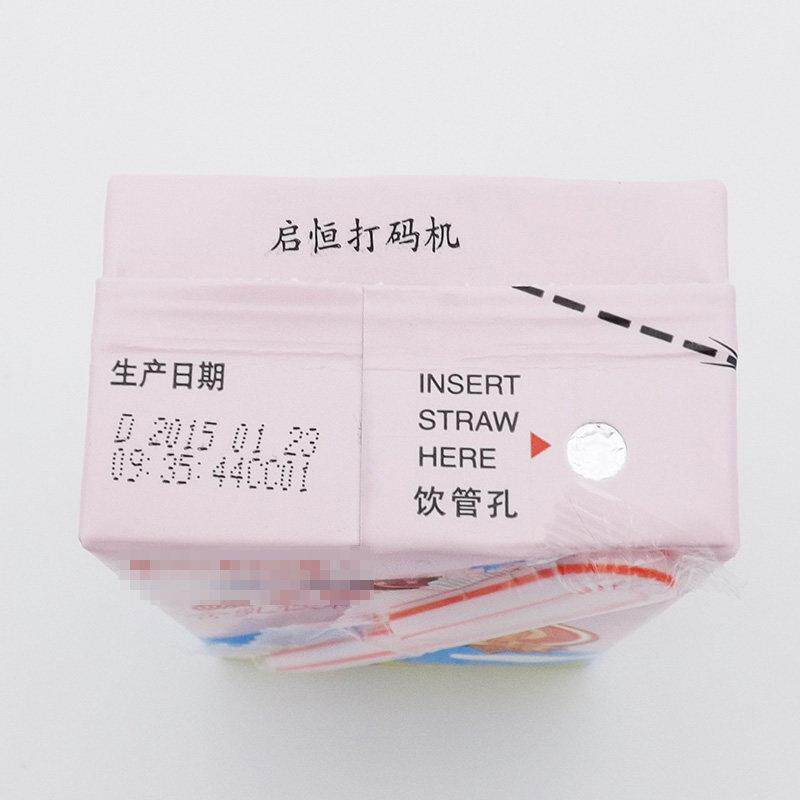 启恒打码机
生产日期
D 2015 01 23
09:35:44CC01
INSERT
STRAW
HERE
饮管孔